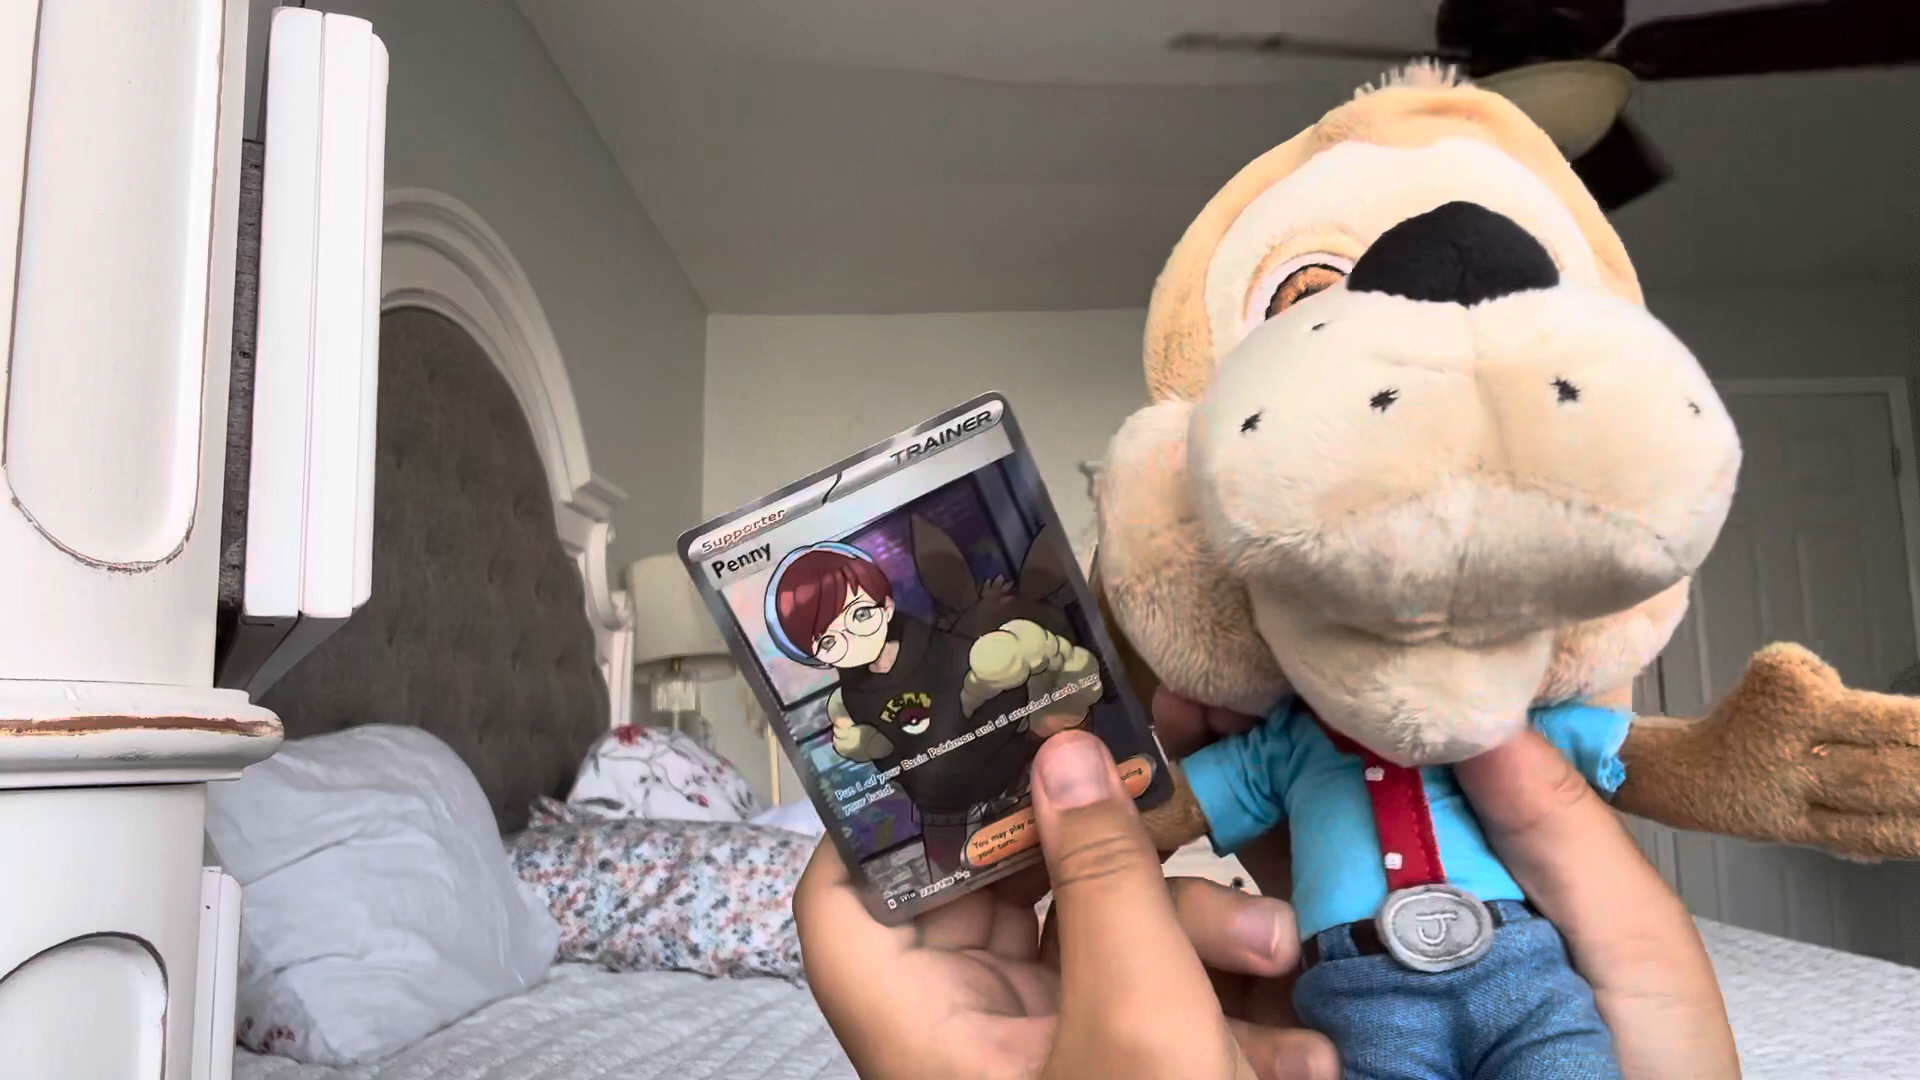 TRAINER
Supporter
Penny
Put 1 of your Basic Pokémon and all attached cards into
your hand.
You may play o
your turn.
uring
J